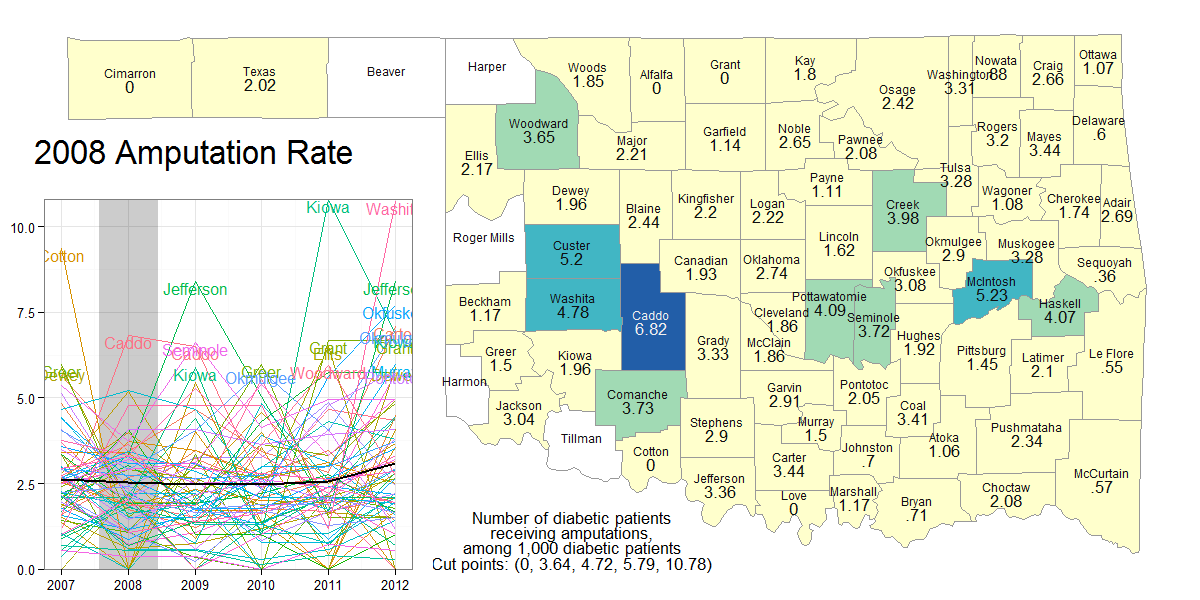 Cimarron
0
Texas
2.02
Beaver
Harper
Woods
1.85
Alfalfa
0
Grant
0
Kay
1.8
Osage
2.42
Washington
3.31
Nowata
.88
Craig
2.66
Ottawa
1.07
Woodward
3.65
Ellis
2.17
Major
2.21
Garfield
1.14
Noble
2.65
Pawnee
2.08
Rogers
3.2
Mayes
3.44
Delaware
.6
2008 Amputation Rate
Dewey
1.96
Blaine
2.44
Kingfisher
2.2
Logan
2.22
Payne
1.11
Creek
3.98
Tulsa
3.28
Wagoner
1.08
Cherokee
1.74
Adair
2.69
Roger Mills
Custer
5.2
Canadian
1.93
Oklahoma
2.74
Lincoln
1.62
Okmulgee
2.9
Muskogee
3.28
Sequoyah
.36
Okfuskee
3.08
McIntosh
5.23
Haskell
4.07
Beckham
1.17
Washita
4.78
Caddo
6.82
Grady
3.33
Cleveland
1.86
McClain
1.86
Pottawatomie
4.09
Seminole
3.72
Hughes
1.92
Pittsburg
1.45
Latimer
2.1
Le Flore
.55
Greer
1.5
Kiowa
1.96
Harmon
Jackson
3.04
Comanche
3.73
Tillman
Cotton
0
Stephens
2.9
Garvin
2.91
Murray
1.5
Pontotoc
2.05
Coal
3.41
Atoka
1.06
Pushmataha
2.34
McCurtain
.57
Jefferson
3.36
Carter
3.44
Love
0
Johnston
.7
Marshall
1.17
Bryan
.71
Choctaw
2.08
10.0
7.5
5.0
2.5
0.0
2007
2008
2009
2010
2011
2012
Cotton
Greer
Caddo
Jefferson
Seminole
Caddo
Kiowa
Greer
Okmulgee
Kiowa
Grant
Ellis
Woodward
Washit
Jeffers
Number of diabetic patients
receiving amputations,
among 1,000 diabetic patients
Cut points: (0, 3.64, 4.72, 5.79, 10.78)